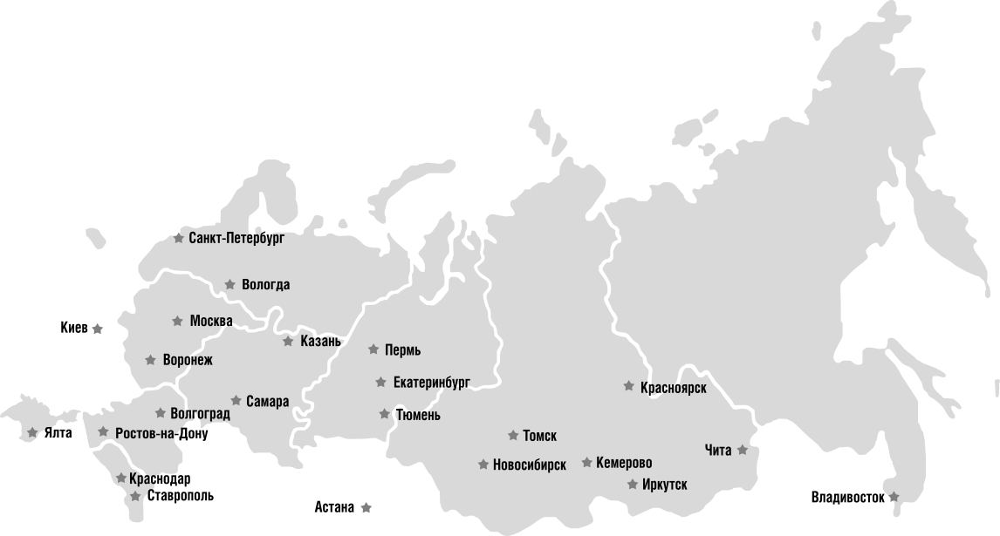 Санкт-Петербург
Вологда
Москва
Киев
Казань
Пермь
Воронеж
Екатеринбург
Красноярск
Самара
Волгоград
Тюмень
Ялта
Ростов-на-Дону
Томск
Чита
Новосибирск
Кемерово
Краснодар
Иркутск
Ставрополь
Владивосток
Астана